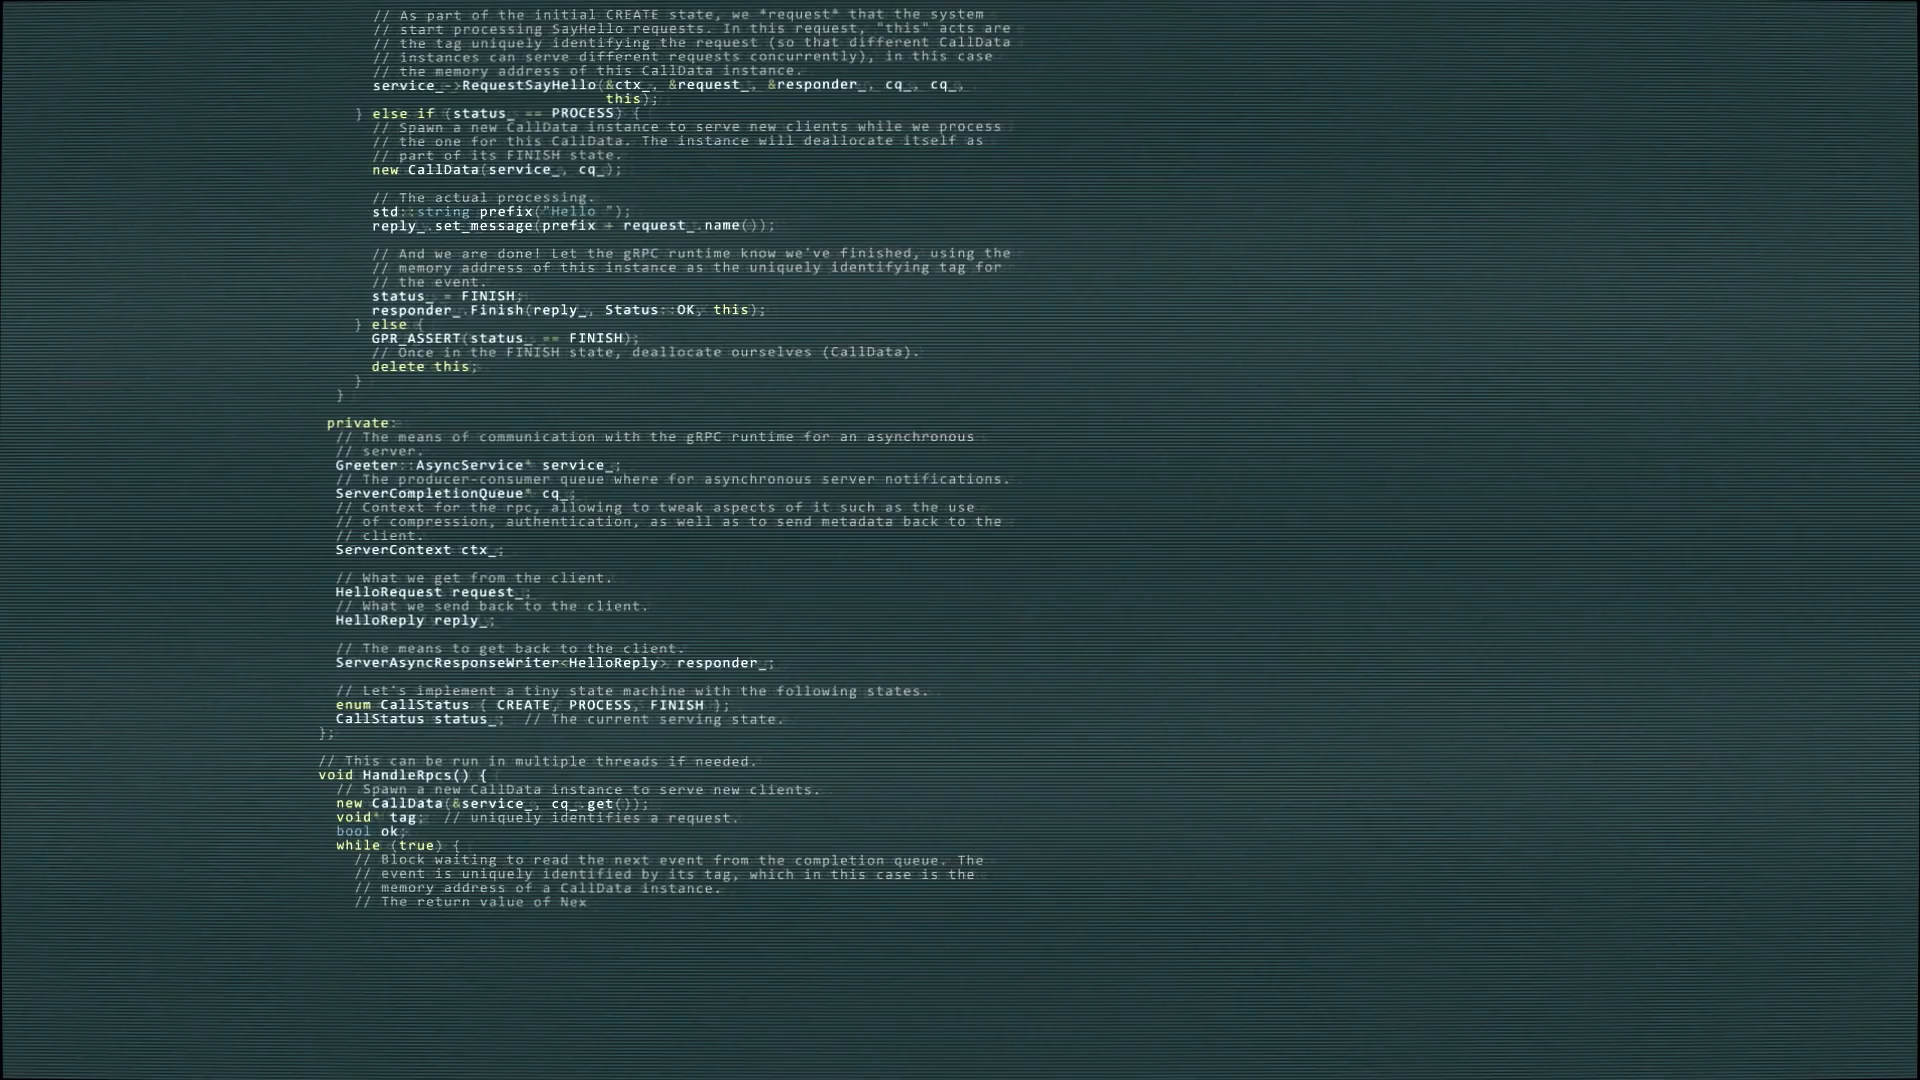 // As part of the initial CREATE state, we *request* that the system
// start processing SayHello requests. In this request, "this" acts are
// the tag uniquely identifying the request (so that different CallData
// instances can serve different requests concurrently), in this case
// the memory address of this CallData instance.
service_->RequestSayHello(&ctx_, &request_, &responder_, cq_, cq_,
this);
} else if (status_ == PROCESS) {
// Spawn a new CallData instance to serve new clients while we process
// the one for this CallData. The instance will deallocate itself as
// part of its FINISH state.
new CallData(service_, cq_);
// The actual processing.
std::string prefix("Hello ");
reply_.set_message(prefix + request_.name());
// And we are done! Let the gRPC runtime know we've finished, using the
// memory address of this instance as the uniquely identifying tag for
// the event.
status_ = FINISH;
responder_.Finish(reply_, Status::OK, this);
} else {
GPR_ASSERT(status_ == FINISH);
// Once in the FINISH state, deallocate ourselves (CallData).
delete this;
}
}
private:
// The means of communication with the gRPC runtime for an asynchronous
// server.
Greeter::AsyncService* service_;
// The producer-consumer queue where for asynchronous server notifications.
ServerCompletionQueue* cq_;
// Context for the rpc, allowing to tweak aspects of it such as the use
// of compression, authentication, as well as to send metadata back to the
// client.
ServerContext ctx_;
// What we get from the client.
HelloRequest request_;
// What we send back to the client.
HelloReply reply_;
// The means to get back to the client.
ServerAsyncResponseWriter<HelloReply> responder_;
// Let's implement a tiny state machine with the following states.
enum CallStatus { CREATE, PROCESS, FINISH };
CallStatus status_; // The current serving state.
};
// This can be run in multiple threads if needed.
void HandleRpcs() {
// Spawn a new CallData instance to serve new clients.
new CallData(&service_, cq_.get());
void* tag; // uniquely identifies a request.
bool ok;
while (true) {
// Block waiting to read the next event from the completion queue. The
// event is uniquely identified by its tag, which in this case is the
// memory address of a CallData instance.
// The return value of Nex